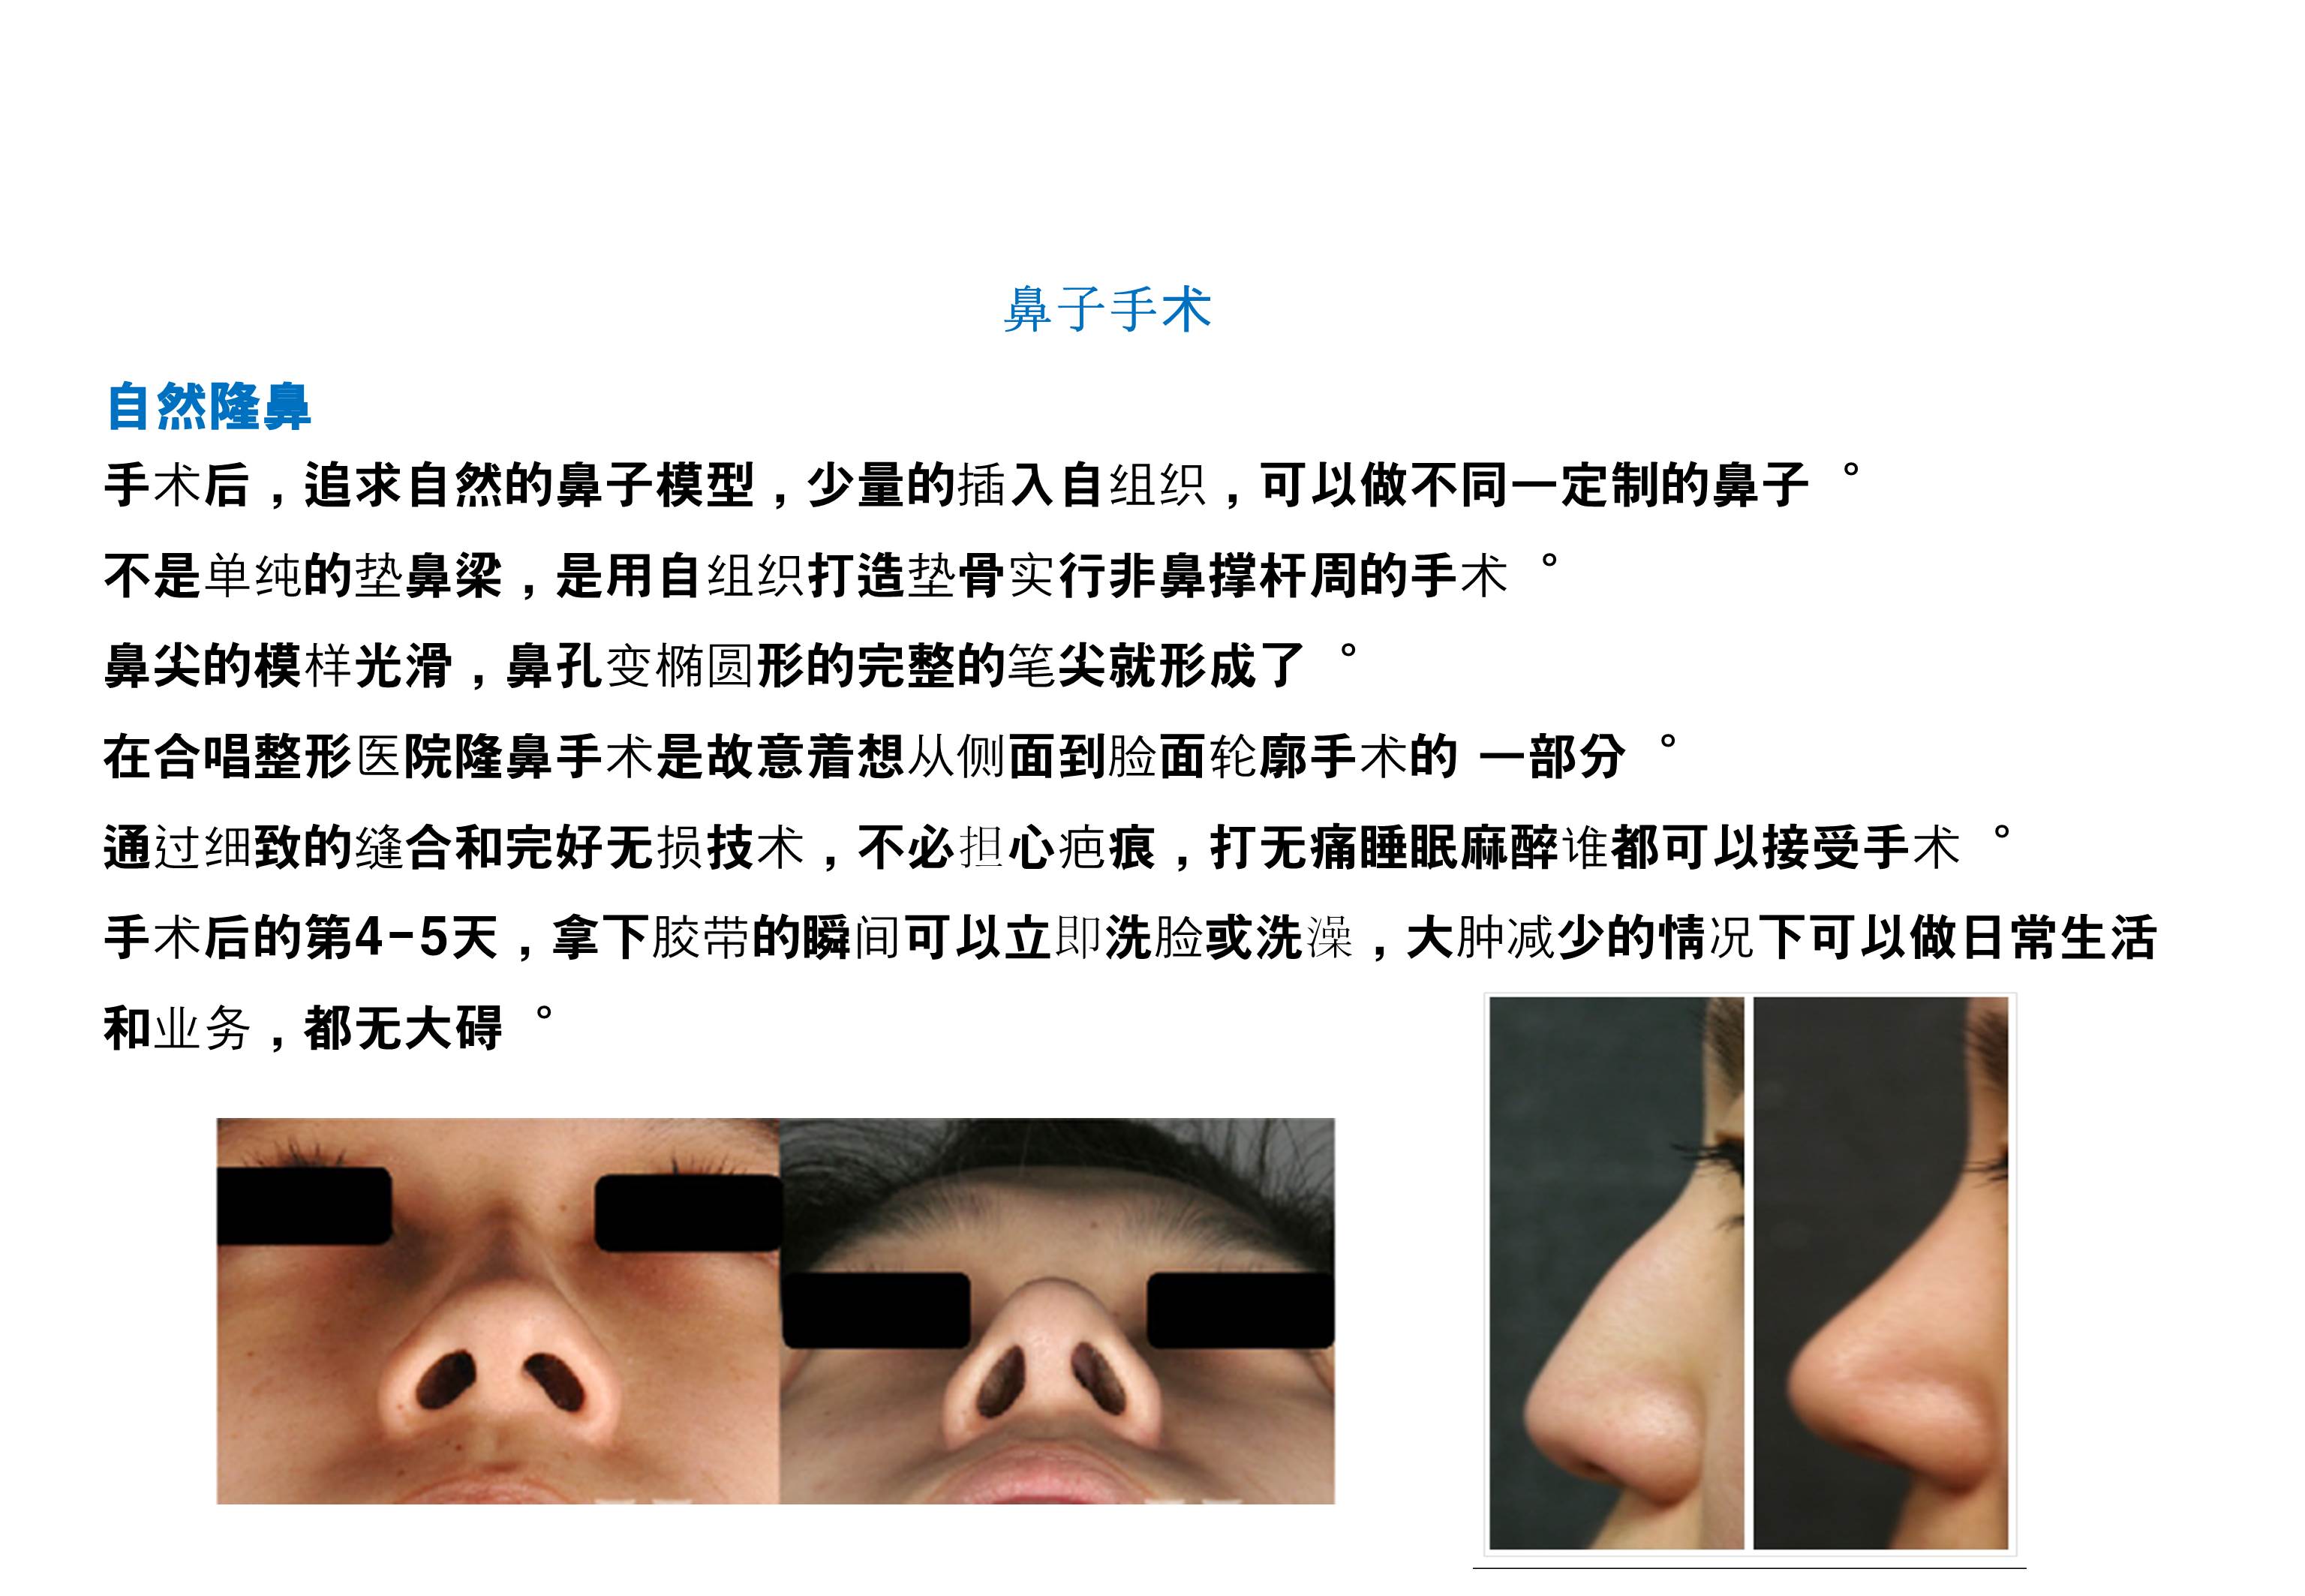 鼻子手术
自然隆鼻
手术后，追求自然的鼻子模型，少量的插入自组织，可以做不同一定制的鼻子 。
不是单纯的垫鼻梁，是用自组织打造垫骨实行非鼻撑杆周的手术 。
鼻尖的模样光滑，鼻孔变椭圆形的完整的笔尖就形成了 。
在合唱整形医院隆鼻手术是故意着想从侧面到脸面轮廓手术的 一部分 。
通过细致的缝合和完好无损技术，不必担心疤痕，打无痛睡眠麻醉谁都可以接受手术 。
手术后的第4-5天，拿下胶带的瞬间可以立即洗脸或洗澡，大肿减少的情况下可以做日常生活
和业务，都无大碍 。